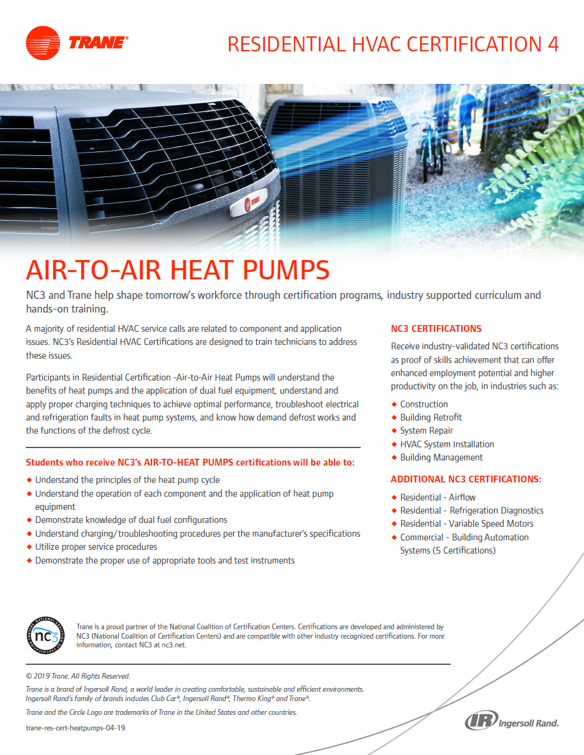 TRANE®
RESIDENTIAL HVAC CERTIFICATION 4
TRANE
AIR-TO-AIR HEAT PUMPS
NC3 and Trane help shape tomorrow's workforce through certification programs, industry supported curriculum and
hands-on training.
A majority of residential HVAC service calls are related to component and application
issues. NC3's Residential HVAC Certifications are designed to train technicians to address
these issues.
Participants in Residential Certification -Air-to-Air Heat Pumps will understand the
benefits of heat pumps and the application of dual fuel equipment, understand and
apply proper charging techniques to achieve optimal performance, troubleshoot electrical
and refrigeration faults in heat pump systems, and know how demand defrost works and
the functions of the defrost cycle.
Students who receive NC3's AIR-TO-HEAT PUMPS certifications will be able to:
◆ Understand the principles of the heat pump cycle
◆ Understand the operation of each component and the application of heat pump
equipment
◆ Demonstrate knowledge of dual fuel configurations
◆ Understand charging/troubleshooting procedures per the manufacturer's specifications
◆ Utilize proper service procedures
◆ Demonstrate the proper use of appropriate tools and test instruments
NC3 CERTIFICATIONS
Receive industry-validated NC3 certifications
as proof of skills achievement that can offer
enhanced employment potential and higher
productivity on the job, in industries such as:
◆ Construction
◆ Building Retrofit
◆ System Repair
◆ HVAC System Installation
◆ Building Management
ADDITIONAL NC3 CERTIFICATIONS:
◆ Residential - Airflow
◆ Residential - Refrigeration Diagnostics
◆ Residential - Variable Speed Motors
◆ Commercial - Building Automation
Systems (5 Certifications)
nc3
Trane is a proud partner of the National Coalition of Certification Centers. Certifications are developed and administered by
NC3 (National Coalition of Certification Centers) and are compatible with other industry recognized certifications. For more
information, contact NC3 at nc3.net.
© 2019 Trane. All Rights Reserved.
Trane is a brand of Ingersoll Rand, a world leader in creating comfortable, sustainable and efficient environments.
Ingersoll Rand's family of brands includes Club Car®, Ingersoll Rand®, Thermo King® and Trane®.
Trane and the Circle Logo are trademarks of Trane in the United States and other countries.
trane-res-cert-heatpumps-04-19
IR Ingersoll Rand.